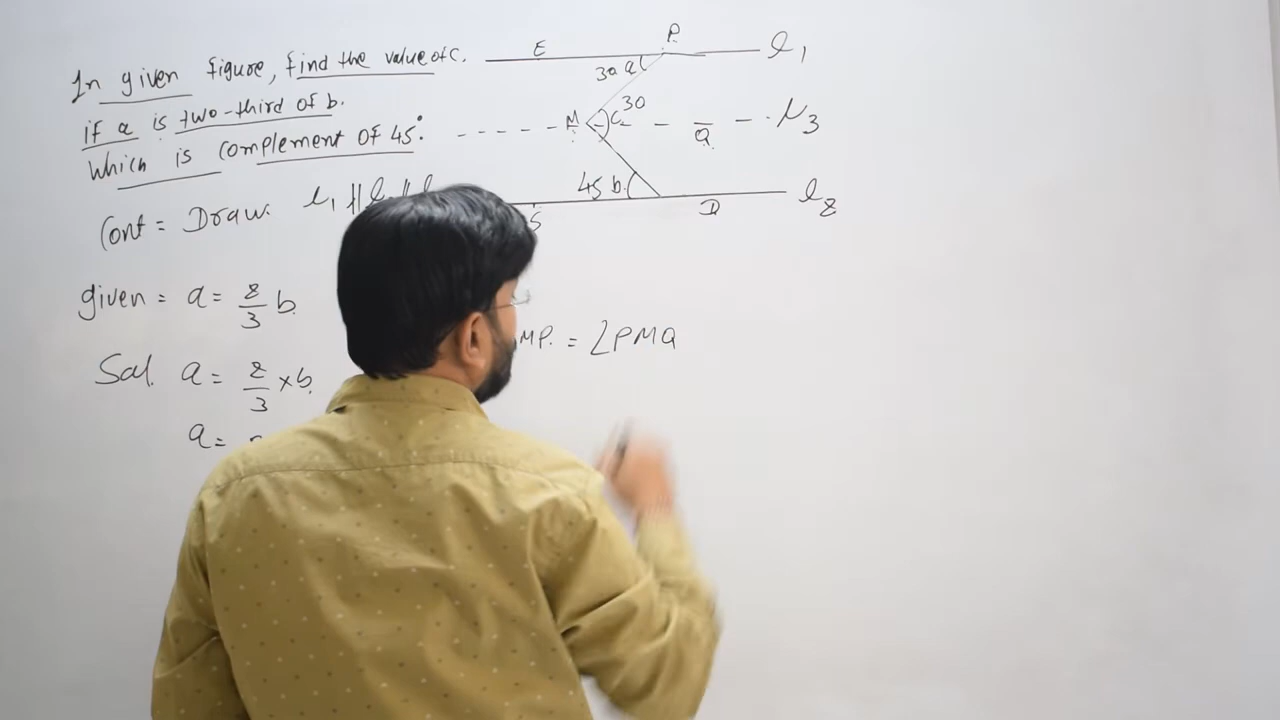 In given figure, find the value of c.
if a is two-third of b.
Which is complement of 45°.
Cont = Draw. l₁ ||
given = a = 2/3 b
Sol. a = 2/3 × b.
a =
MP. = ∠PMQ
E P l₁
30 a
M C 30 Q
45 b
S D l₂